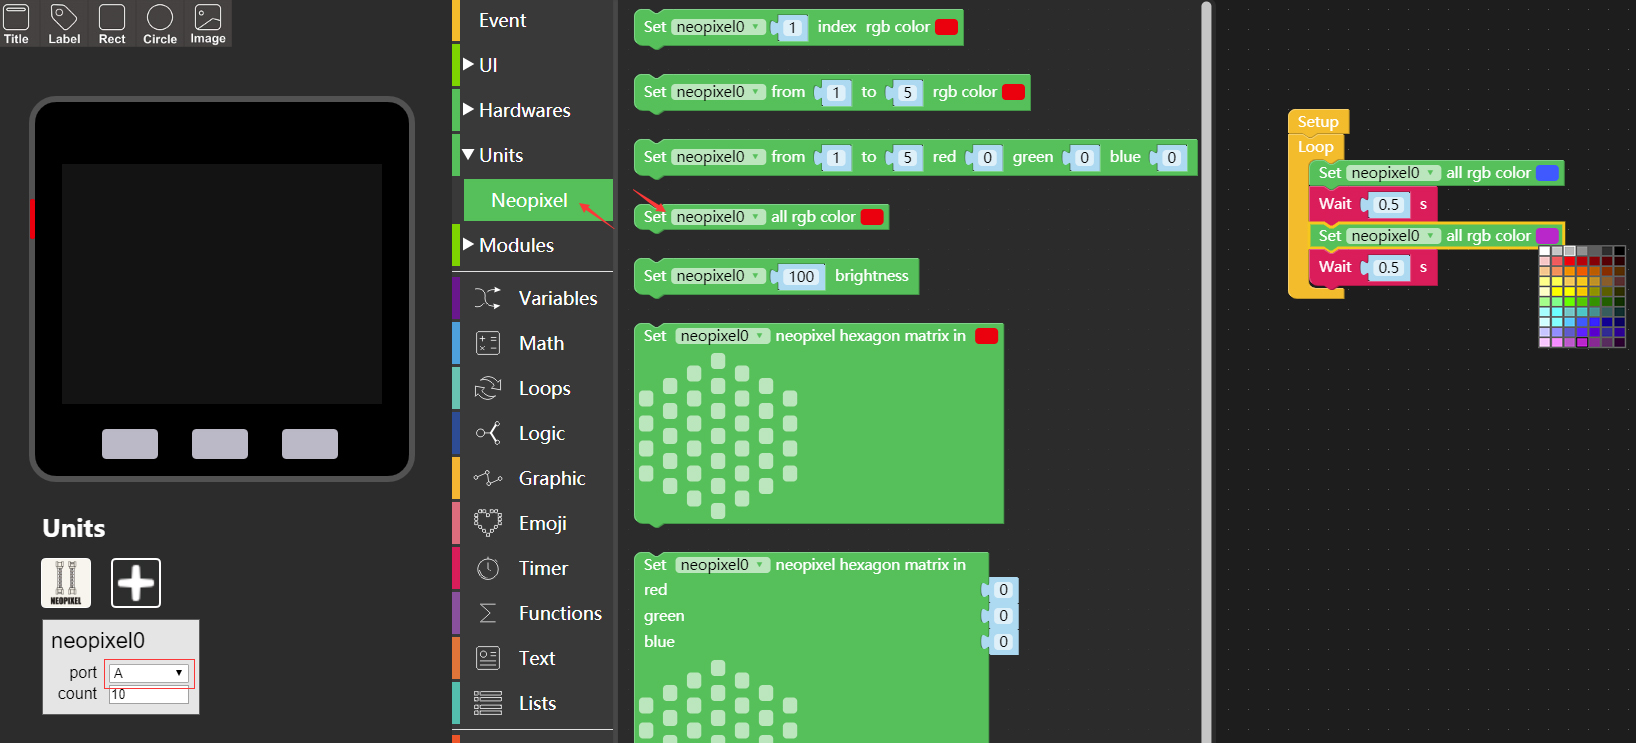 Title Label Rect Circle Image
Units
NEOPIXEL
neopixel0
port A
count 10
Event
UI
Hardwares
Units
Neopixel
Modules
Variables
Math
Loops
Logic
Graphic
Emoji
Timer
Functions
Text
Lists
Set neopixel0 1 index rgb color
Set neopixel0 from 1 to 5 rgb color
Set neopixel0 from 1 to 5 red 0 green 0 blue 0
Set neopixel0 all rgb color
Set neopixel0 100 brightness
Set neopixel0 neopixel hexagon matrix in
Set neopixel0 neopixel hexagon matrix in
red 0
green 0
blue 0
Setup
Loop
Set neopixel0 all rgb color
Wait 0.5 s
Set neopixel0 all rgb color
Wait 0.5 s